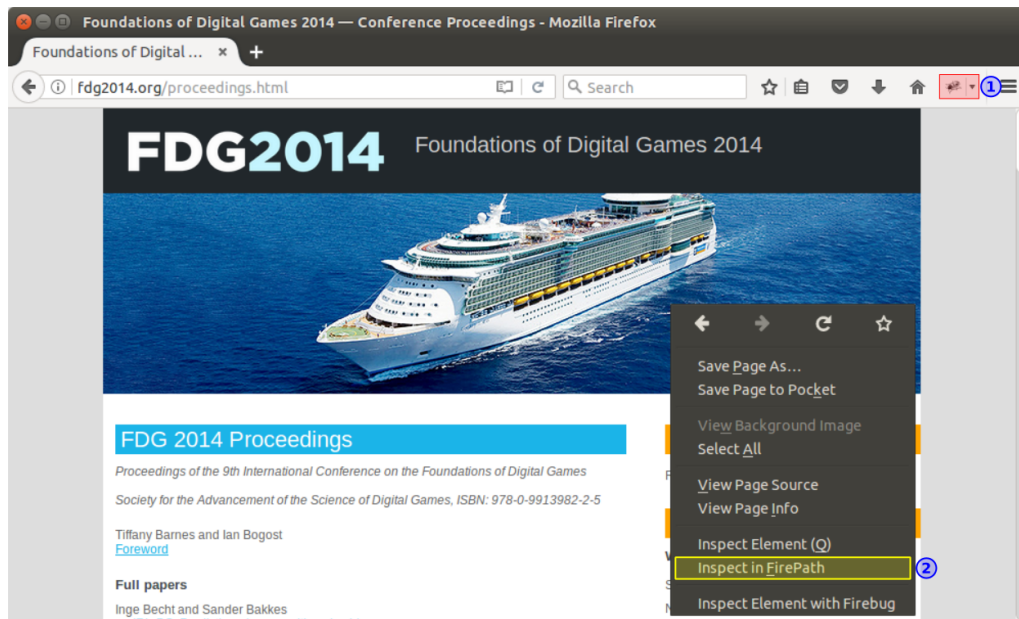 Foundations of Digital Games 2014 — Conference Proceedings - Mozilla Firefox
Foundations of Digital ... × +
fdg2014.org/proceedings.html
Search
1
FDG2014
Foundations of Digital Games 2014
Save Page As...
Save Page to Pocket
View Background Image
Select All
View Page Source
View Page Info
Inspect Element (Q)
Inspect in FirePath
2
Inspect Element with Firebug
FDG 2014 Proceedings
Proceedings of the 9th International Conference on the Foundations of Digital Games
Society for the Advancement of the Science of Digital Games, ISBN: 978-0-9913982-2-5
Tiffany Barnes and Ian Bogost
Foreword
Full papers
Inge Becht and Sander Bakkes